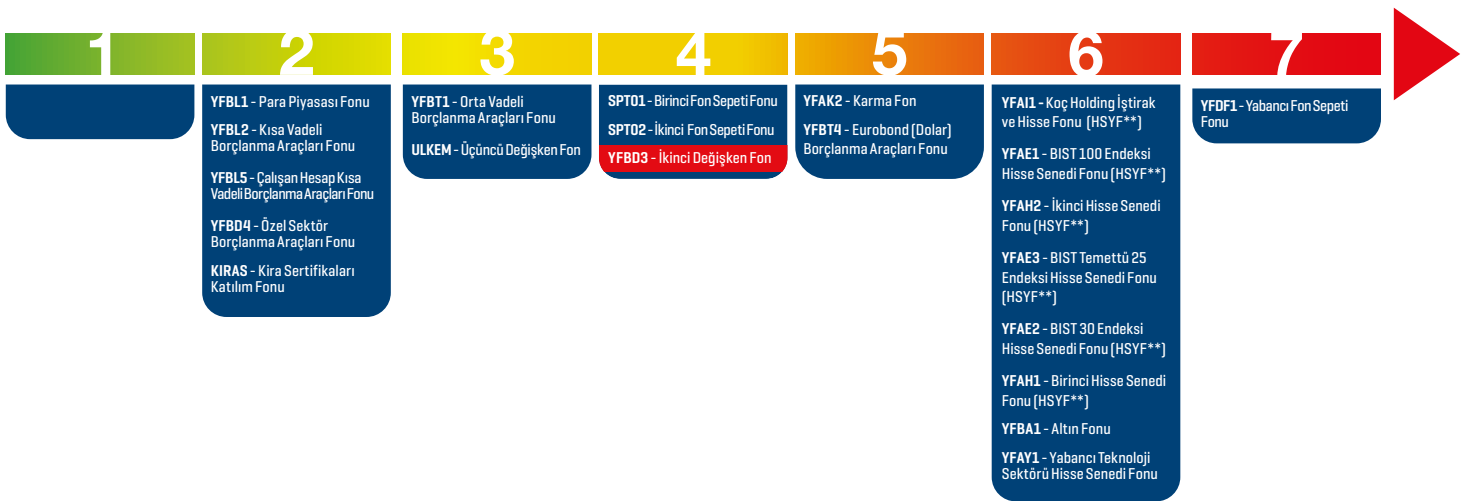 1
2
3
4
5
6
7
YFBL1 - Para Piyasası Fonu
YFBL2 - Kısa Vadeli
Borçlanma Araçları Fonu
YFBL5 - Çalışan Hesap Kısa
Vadeli Borçlanma Araçları Fonu
YFBD4 - Özel Sektör
Borçlanma Araçları Fonu
KIRAS - Kira Sertifikaları
Katılım Fonu
YFBT1 - Orta Vadeli
Borçlanma Araçları Fonu
ULKEM - Üçüncü Değişken Fon
SPT01 - Birinci Fon Sepeti Fonu
SPT02 - İkinci Fon Sepeti Fonu
YFBD3 - İkinci Değişken Fon
YFAK2 - Karma Fon
YFBT4 - Eurobond (Dolar)
Borçlanma Araçları Fonu
YFAI1 - Koç Holding İştirak
ve Hisse Fonu (HSYF**)
YFAE1 - BIST 100 Endeksi
Hisse Senedi Fonu (HSYF**)
YFAH2 - İkinci Hisse Senedi
Fonu (HSYF**)
YFAE3 - BIST Temettü 25
Endeksi Hisse Senedi Fonu
(HSYF**)
YFAE2 - BIST 30 Endeksi
Hisse Senedi Fonu (HSYF**)
YFAH1 - Birinci Hisse Senedi
Fonu (HSYF**)
YFBA1 - Altın Fonu
YFAY1 - Yabancı Teknoloji
Sektörü Hisse Senedi Fonu
YFDF1 - Yabancı Fon Sepeti
Fonu